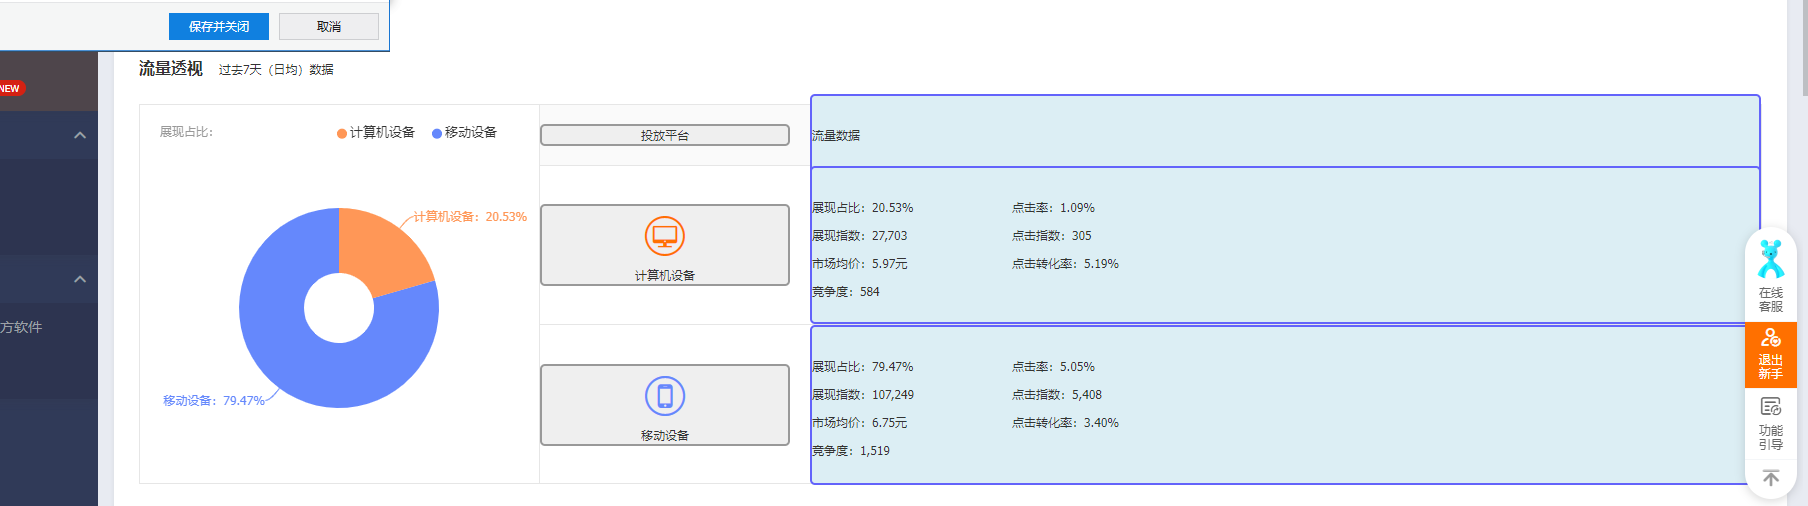 保存并关闭
取消
流量透视 过去7天（日均）数据
NEW
展现占比：
计算机设备 移动设备
投放平台
流量数据
计算机设备：20.53%
展现占比：20.53% 点击率：1.09%
展现指数：27,703 点击指数：305
市场均价：5.97元 点击转化率：5.19%
计算机设备
竞争度：584
在线
客服
方软件
退出
新手
展现占比：79.47% 点击率：5.05%
移动设备：79.47%
展现指数：107,249 点击指数：5,408
市场均价：6.75元 点击转化率：3.40%
移动设备
竞争度：1,519
功能
引导